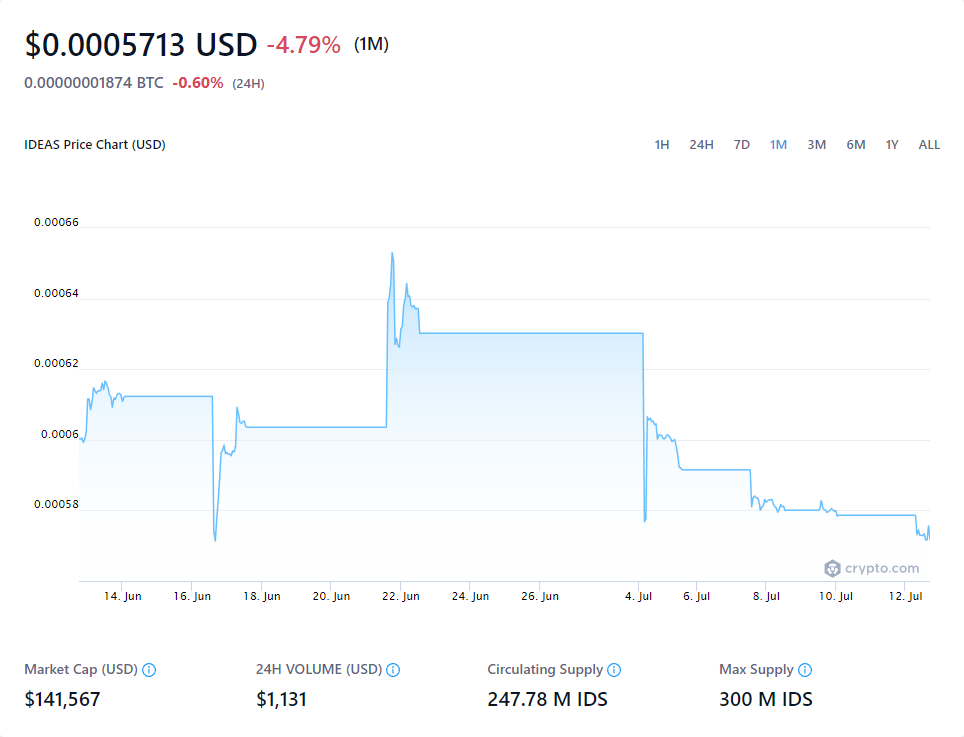 $0.0005713 USD -4.79% (1M)
0.00000001874 BTC -0.60% (24H)
IDEAS Price Chart (USD) 1H 24H 7D 1M 3M 6M 1Y ALL
0.00066
0.00064
0.00062
0.0006
0.00058
crypto.com
14. Jun 16. Jun 18. Jun 20. Jun 22. Jun 24. Jun 26. Jun 4. Jul 6. Jul 8. Jul 10. Jul 12. Jul
Market Cap (USD) 24H VOLUME (USD) Circulating Supply Max Supply
$141,567 $1,131 247.78 M IDS 300 M IDS